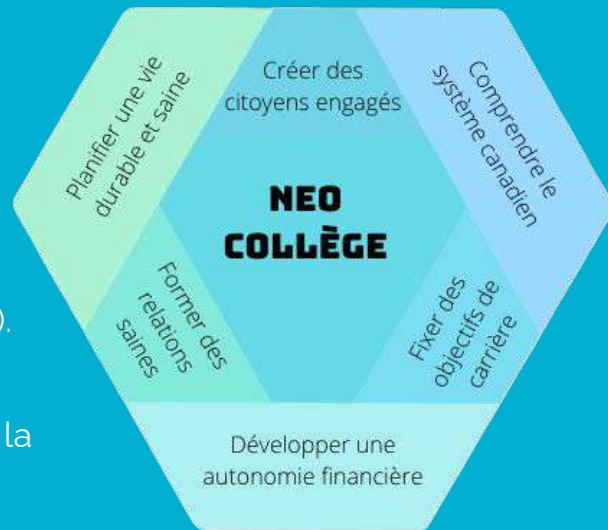 Planifier une vie
durable et saine
Créer des
citoyens engagés
Comprendre le
système canadien
NEO
COLLÈGE
Former des
relations
saines
Fixer des
objectifs de
carrière
).
la
Développer une
autonomie financière